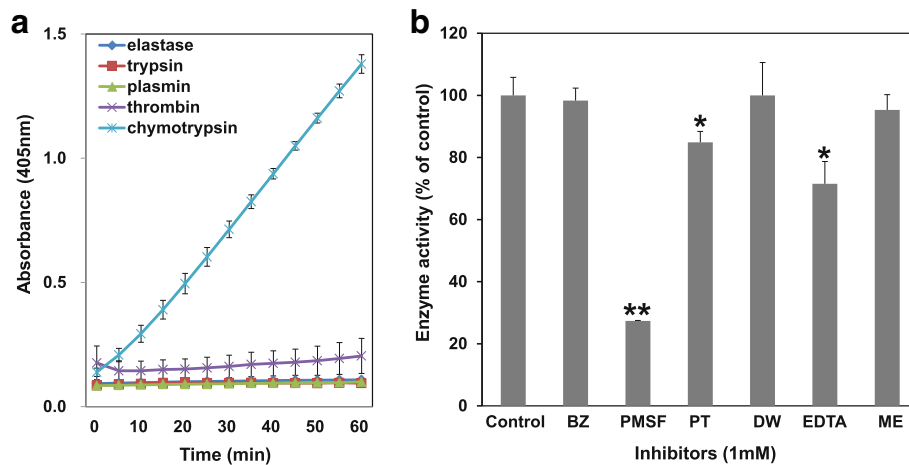 a
1.5
1.0
0.5
0.0
Absorbance (405nm)
elastase
trypsin
plasmin
thrombin
chymotrypsin
0 10 20 30 40 50 60
Time (min)
b
120
100
80
60
40
20
0
Enzyme activity (% of control)
**
*
*
Control BZ PMSF PT DW EDTA ME
Inhibitors (1mM)